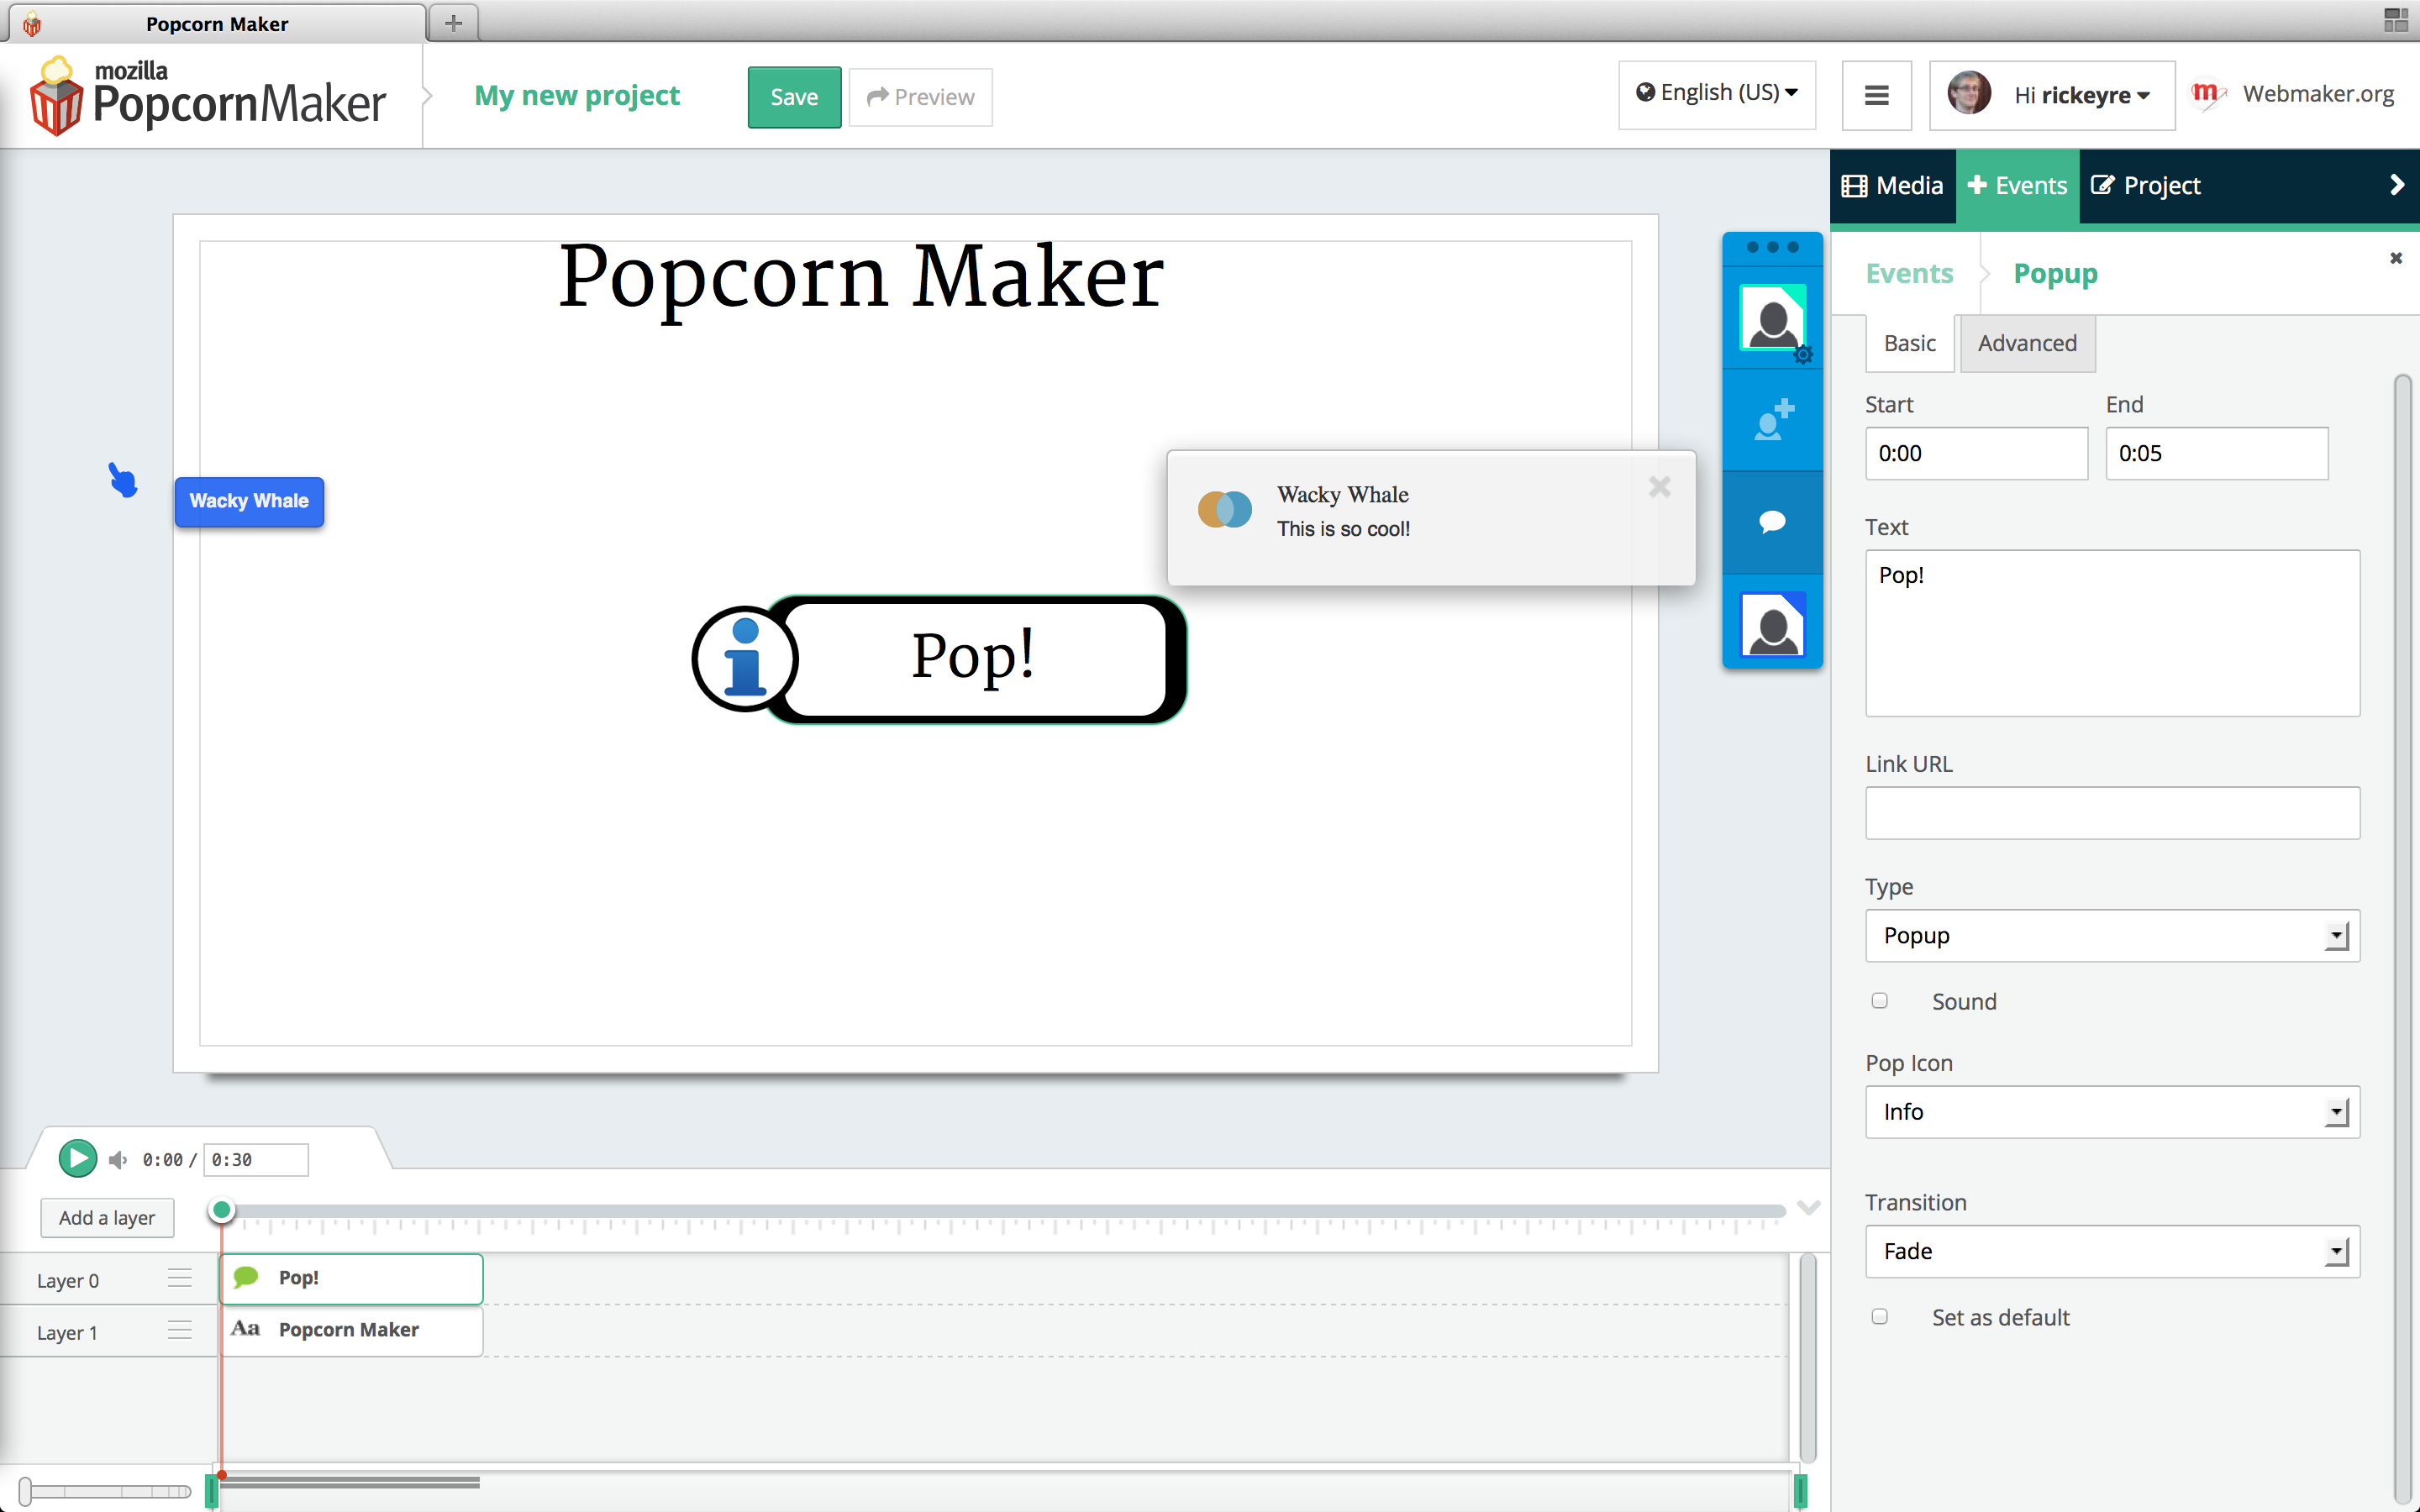 Popcorn Maker
mozilla
PopcornMaker
My new project
Save
Preview
English (US)
Hi rickeyre
m
Webmaker.org
Media
Events
Project
Popcorn Maker
Events
Popup
Basic
Advanced
Start
End
0:00
0:05
Wacky Whale
Wacky Whale
This is so cool!
Text
Pop!
Pop!
Link URL
Type
Popup
Sound
Pop Icon
Info
Transition
Fade
Set as default
0:00 / 0:30
Add a layer
Layer 0
Pop!
Layer 1
Aa
Popcorn Maker